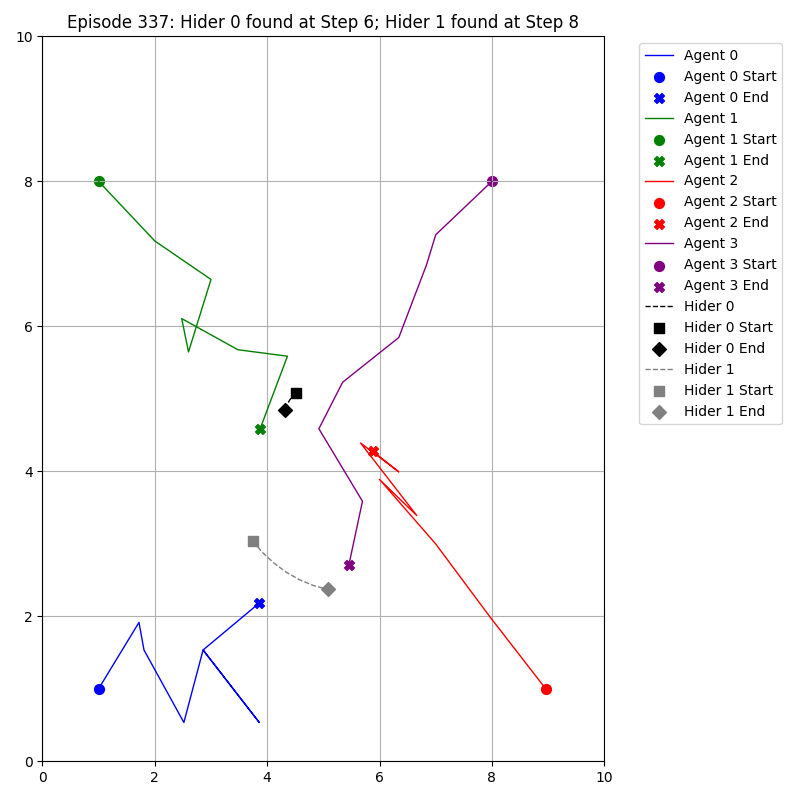 Episode 337: Hider 0 found at Step 6; Hider 1 found at Step 8
10
8
6
4
2
0
0 2 4 6 8 10
Agent 0
Agent 0 Start
Agent 0 End
Agent 1
Agent 1 Start
Agent 1 End
Agent 2
Agent 2 Start
Agent 2 End
Agent 3
Agent 3 Start
Agent 3 End
Hider 0
Hider 0 Start
Hider 0 End
Hider 1
Hider 1 Start
Hider 1 End